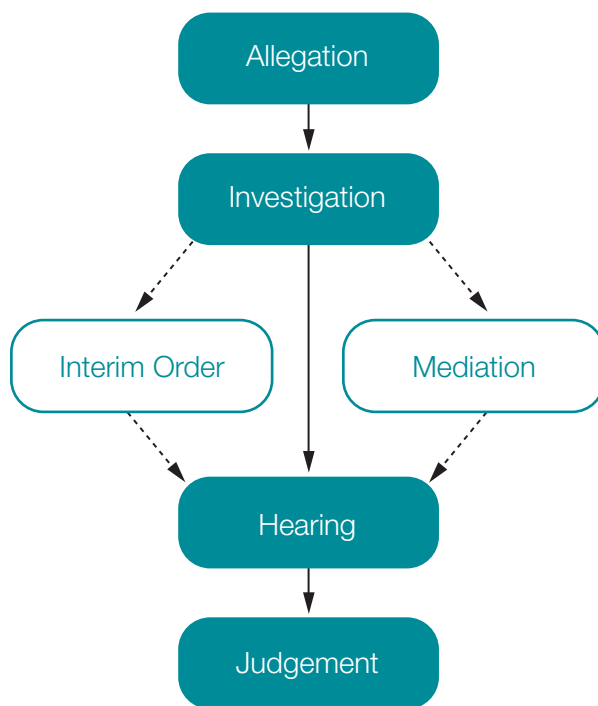 Allegation
Investigation
Interim Order
Mediation
Hearing
Judgement